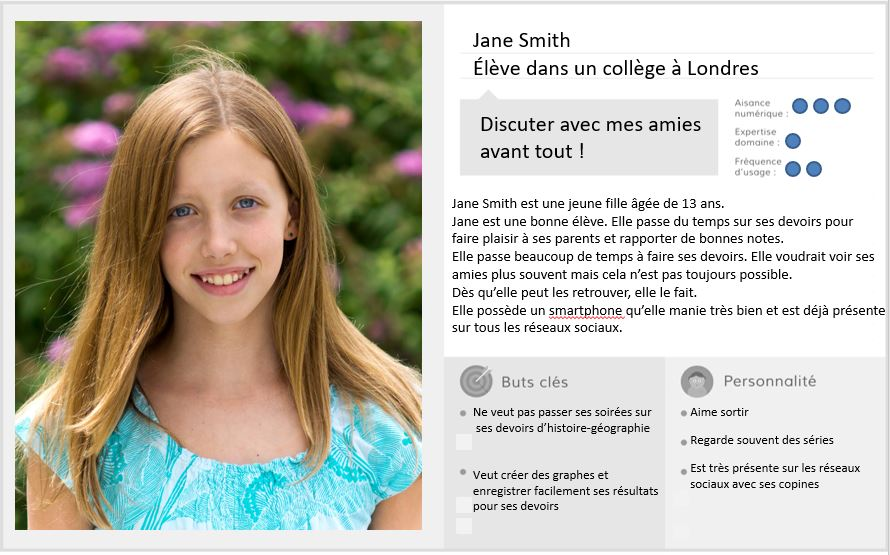 Jane Smith
Élève dans un collège à Londres
Discuter avec mes amies
avant tout !
Aisance
numérique :
Expertise
domaine :
Fréquence
d'usage :
Jane Smith est une jeune fille âgée de 13 ans.
Jane est une bonne élève. Elle passe du temps sur ses devoirs pour
faire plaisir à ses parents et rapporter de bonnes notes.
Elle passe beaucoup de temps à faire ses devoirs. Elle voudrait voir ses
amies plus souvent mais cela n'est pas toujours possible.
Dès qu'elle peut les retrouver, elle le fait.
Elle possède un smartphone qu'elle manie très bien et est déjà présente
sur tous les réseaux sociaux.
Buts clés
Ne veut pas passer ses soirées sur
ses devoirs d'histoire-géographie
Veut créer des graphes et
enregistrer facilement ses résultats
pour ses devoirs
Personnalité
Aime sortir
Regarde souvent des séries
Est très présente sur les réseaux
sociaux avec ses copines